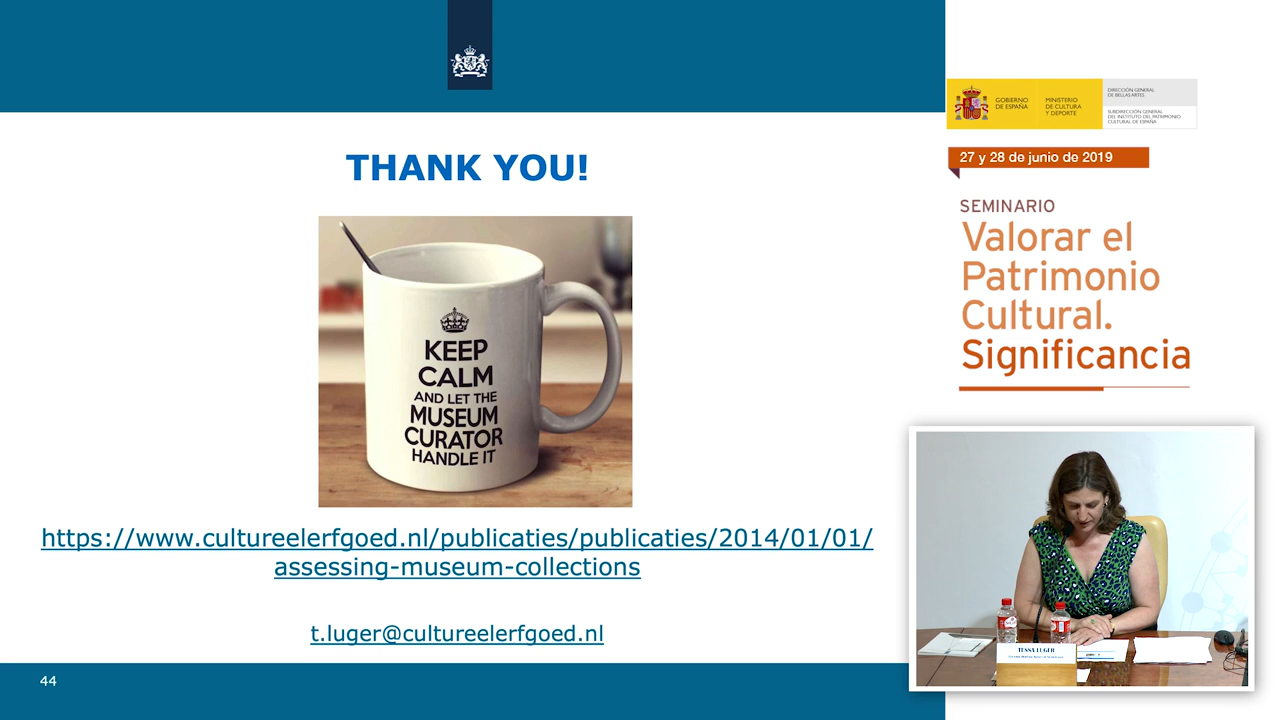 THANK YOU!
KEEP
CALM
AND LET THE
MUSEUM
CURATOR
HANDLE IT
https://www.cultureelerfgoed.nl/publicaties/publicaties/2014/01/01/
assessing-museum-collections
t.luger@cultureelerfgoed.nl
44
GOBIERNO
DE ESPAÑA
MINISTERIO
DE CULTURA
Y DEPORTE
DIRECCIÓN GENERAL
DE BELLAS ARTES
SUBDIRECCIÓN GENERAL
DEL INSTITUTO DEL PATRIMONIO
CULTURAL DE ESPAÑA
27 y 28 de junio de 2019
SEMINARIO
Valorar el
Patrimonio
Cultural.
Significancia
TESSA LUGER